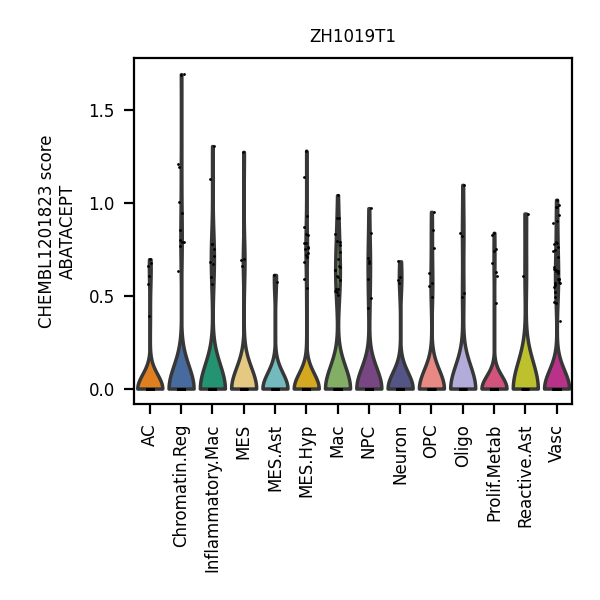 ZH1019T1
CHEMBL1201823 score
ABATACEPT
1.5
1.0
0.5
0.0
AC
Chromatin.Reg
Inflammatory.Mac
MES
MES.Ast
MES.Hyp
Mac
NPC
Neuron
OPC
Oligo
Prolif.Metab
Reactive.Ast
Vasc